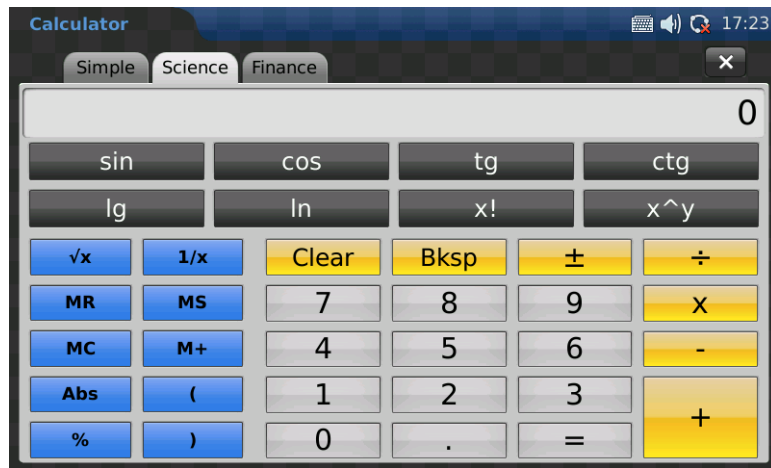 Calculator 17:23
Simple Science Finance ×
0
sin cos tg ctg
lg ln x! x^y
√x 1/x Clear Bksp ± ÷
MR MS 7 8 9 x
MC M+ 4 5 6 -
Abs ( 1 2 3 +
% ) 0 . =